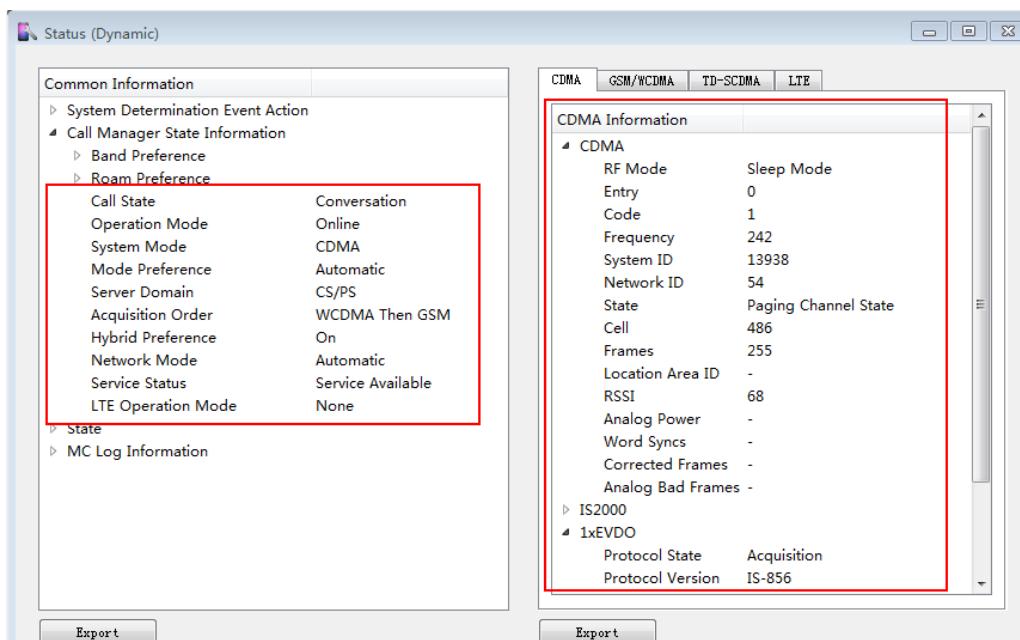 Status (Dynamic)
Common Information
System Determination Event Action
Call Manager State Information
Band Preference
Roam Preference
Call State Conversation
Operation Mode Online
System Mode CDMA
Mode Preference Automatic
Server Domain CS/PS
Acquisition Order WCDMA Then GSM
Hybrid Preference On
Network Mode Automatic
Service Status Service Available
LTE Operation Mode None
State
MC Log Information
Export
CDMA GSM/WCDMA TD-SCDMA LTE
CDMA Information
CDMA
RF Mode Sleep Mode
Entry 0
Code 1
Frequency 242
System ID 13938
Network ID 54
State Paging Channel State
Cell 486
Frames 255
Location Area ID -
RSSI 68
Analog Power -
Word Syncs -
Corrected Frames -
Analog Bad Frames -
IS2000
1xEVDO
Protocol State Acquisition
Protocol Version IS-856
Export